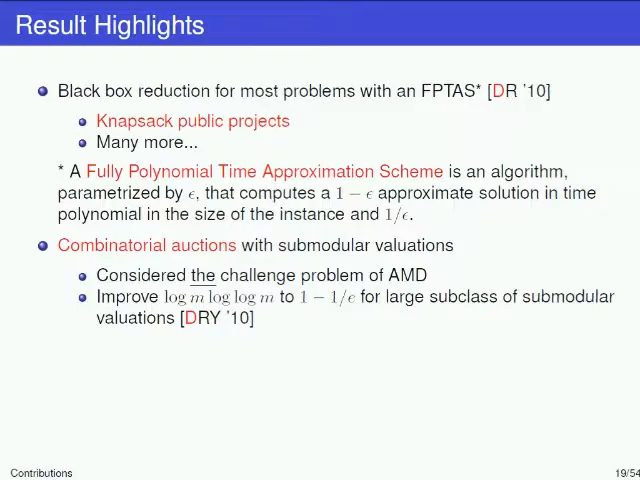 Result Highlights
Black box reduction for most problems with an FPTAS* [DR '10]
Knapsack public projects
Many more...
* A Fully Polynomial Time Approximation Scheme is an algorithm,
parametrized by ϵ, that computes a 1 − ϵ approximate solution in time
polynomial in the size of the instance and 1/ϵ.
Combinatorial auctions with submodular valuations
Considered the challenge problem of AMD
Improve log m log log m to 1 − 1/e for large subclass of submodular
valuations [DRY '10]
Contributions 19/54